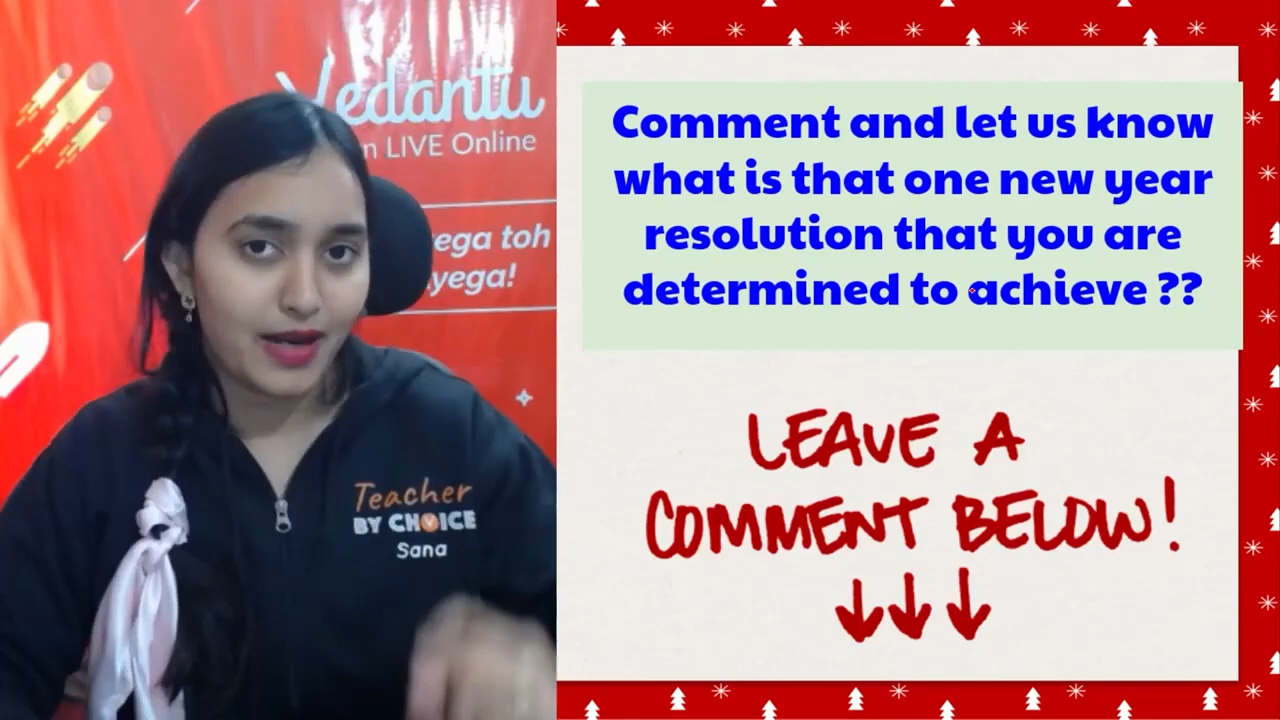 Vedantu
n LIVE Online
ega toh
yega!
Teacher
BY CHOICE
Sana
Comment and let us know
what is that one new year
resolution that you are
determined to achieve ??
LEAVE A
COMMENT BELOW!